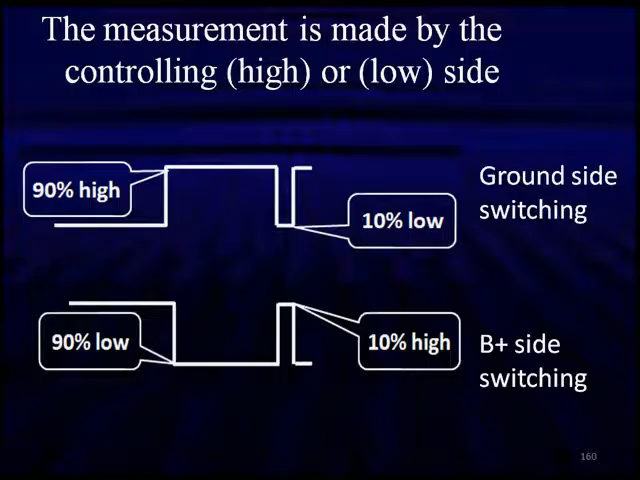 The measurement is made by the
controlling (high) or (low) side
90% high
10% low
Ground side
switching
90% low
10% high
B+ side
switching
160